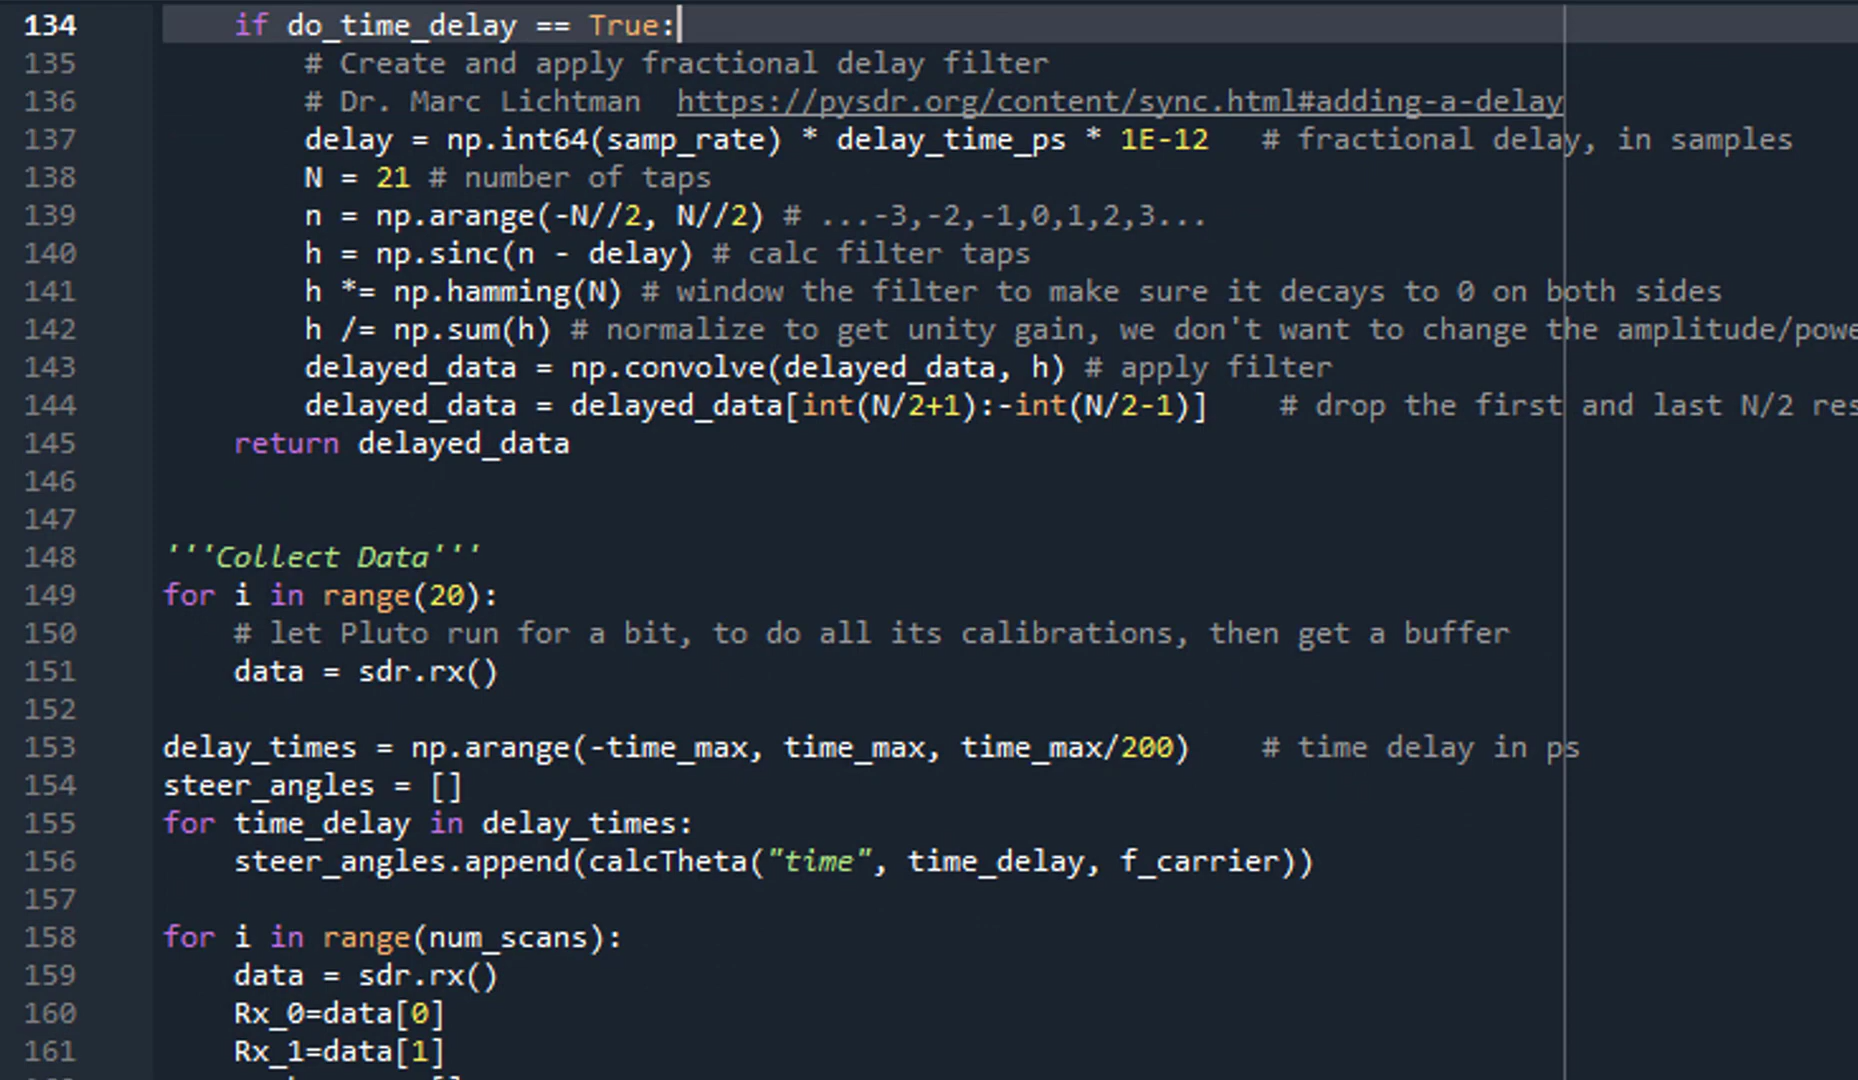 134 if do_time_delay == True:
135 # Create and apply fractional delay filter
136 # Dr. Marc Lichtman https://pysdr.org/content/sync.html#adding-a-delay
137 delay = np.int64(samp_rate) * delay_time_ps * 1E-12 # fractional delay, in samples
138 N = 21 # number of taps
139 n = np.arange(-N//2, N//2) # ...-3,-2,-1,0,1,2,3...
140 h = np.sinc(n - delay) # calc filter taps
141 h *= np.hamming(N) # window the filter to make sure it decays to 0 on both sides
142 h /= np.sum(h) # normalize to get unity gain, we don't want to change the amplitude/powe
143 delayed_data = np.convolve(delayed_data, h) # apply filter
144 delayed_data = delayed_data[int(N/2+1):-int(N/2-1)] # drop the first and last N/2 res
145 return delayed_data
146
147
148 '''Collect Data'''
149 for i in range(20):
150 # let Pluto run for a bit, to do all its calibrations, then get a buffer
151 data = sdr.rx()
152
153 delay_times = np.arange(-time_max, time_max, time_max/200) # time delay in ps
154 steer_angles = []
155 for time_delay in delay_times:
156 steer_angles.append(calcTheta("time", time_delay, f_carrier))
157
158 for i in range(num_scans):
159 data = sdr.rx()
160 Rx_0=data[0]
161 Rx_1=data[1]